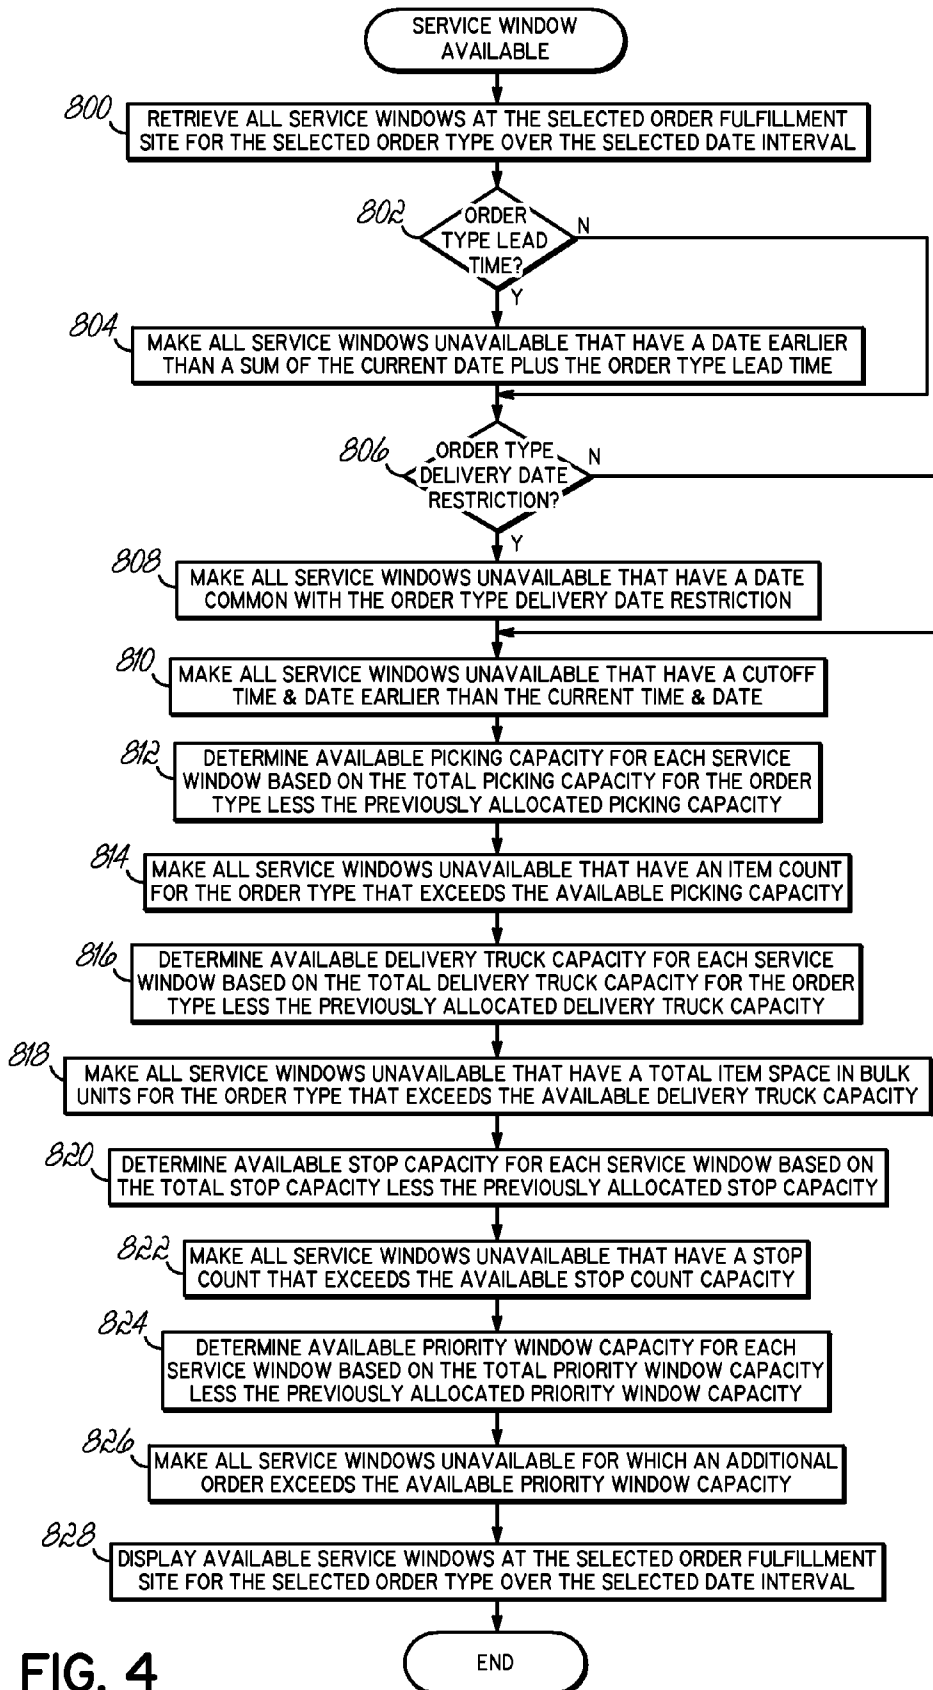 SERVICE WINDOW
AVAILABLE
800
RETRIEVE ALL SERVICE WINDOWS AT THE SELECTED ORDER FULFILLMENT
SITE FOR THE SELECTED ORDER TYPE OVER THE SELECTED DATE INTERVAL
802
ORDER
TYPE LEAD
TIME?
N
Y
804
MAKE ALL SERVICE WINDOWS UNAVAILABLE THAT HAVE A DATE EARLIER
THAN A SUM OF THE CURRENT DATE PLUS THE ORDER TYPE LEAD TIME
806
ORDER TYPE
DELIVERY DATE
RESTRICTION?
N
Y
808
MAKE ALL SERVICE WINDOWS UNAVAILABLE THAT HAVE A DATE
COMMON WITH THE ORDER TYPE DELIVERY DATE RESTRICTION
810
MAKE ALL SERVICE WINDOWS UNAVAILABLE THAT HAVE A CUTOFF
TIME & DATE EARLIER THAN THE CURRENT TIME & DATE
812
DETERMINE AVAILABLE PICKING CAPACITY FOR EACH SERVICE
WINDOW BASED ON THE TOTAL PICKING CAPACITY FOR THE ORDER
TYPE LESS THE PREVIOUSLY ALLOCATED PICKING CAPACITY
814
MAKE ALL SERVICE WINDOWS UNAVAILABLE THAT HAVE AN ITEM COUNT
FOR THE ORDER TYPE THAT EXCEEDS THE AVAILABLE PICKING CAPACITY
816
DETERMINE AVAILABLE DELIVERY TRUCK CAPACITY FOR EACH SERVICE
WINDOW BASED ON THE TOTAL DELIVERY TRUCK CAPACITY FOR THE ORDER
TYPE LESS THE PREVIOUSLY ALLOCATED DELIVERY TRUCK CAPACITY
818
MAKE ALL SERVICE WINDOWS UNAVAILABLE THAT HAVE A TOTAL ITEM SPACE IN BULK
UNITS FOR THE ORDER TYPE THAT EXCEEDS THE AVAILABLE DELIVERY TRUCK CAPACITY
820
DETERMINE AVAILABLE STOP CAPACITY FOR EACH SERVICE WINDOW BASED ON
THE TOTAL STOP CAPACITY LESS THE PREVIOUSLY ALLOCATED STOP CAPACITY
822
MAKE ALL SERVICE WINDOWS UNAVAILABLE THAT HAVE A STOP
COUNT THAT EXCEEDS THE AVAILABLE STOP COUNT CAPACITY
824
DETERMINE AVAILABLE PRIORITY WINDOW CAPACITY FOR EACH
SERVICE WINDOW BASED ON THE TOTAL PRIORITY WINDOW CAPACITY
LESS THE PREVIOUSLY ALLOCATED PRIORITY WINDOW CAPACITY
826
MAKE ALL SERVICE WINDOWS UNAVAILABLE FOR WHICH AN ADDITIONAL
ORDER EXCEEDS THE AVAILABLE PRIORITY WINDOW CAPACITY
828
DISPLAY AVAILABLE SERVICE WINDOWS AT THE SELECTED ORDER FULFILLMENT
SITE FOR THE SELECTED ORDER TYPE OVER THE SELECTED DATE INTERVAL
END
FIG. 4